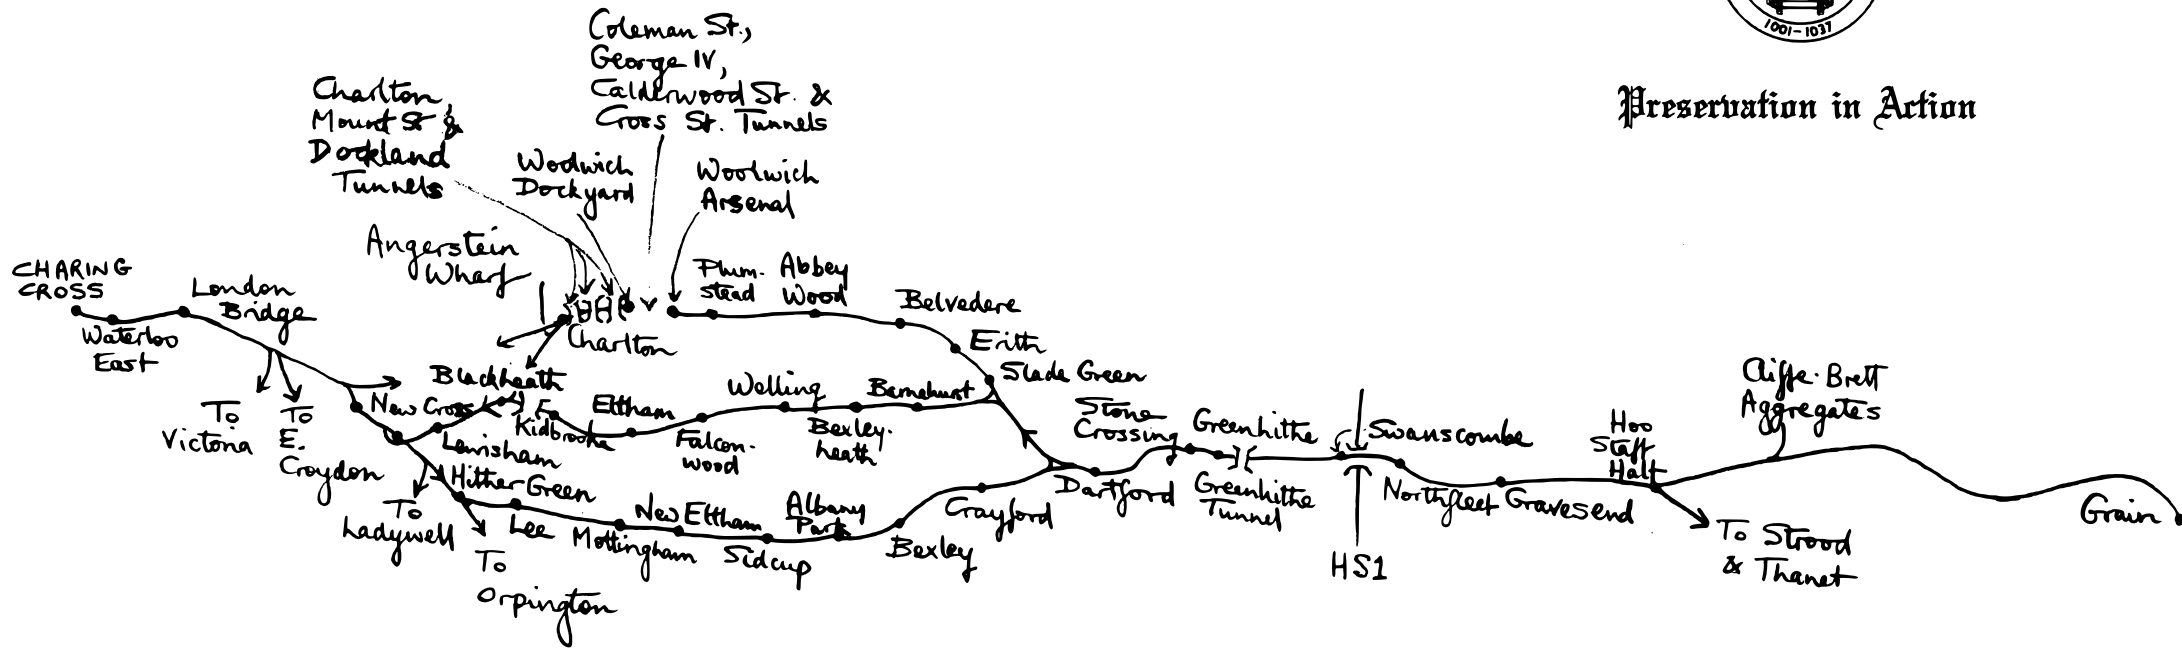 1001-1037
Preservation in Action
Coleman St.,
George IV,
Calderwood St. &
Cross St. Tunnels
Charlton,
Mount St &
Dockland
Tunnels
Woolwich
Dockyard
Woolwich
Arsenal
Angerstein
Wharf
CHARING
CROSS
Waterloo
East
London
Bridge
To
Victoria
To
E.
Croydon
New Cross
Charlton
Plum-
stead
Abbey
Wood
Belvedere
Erith
Slade Green
Blackheath
Kidbrooke
Eltham
Falcon-
wood
Welling
Bexley-
heath
Barnehurst
Lewisham
To
Ladywell
Hither Green
To
Orpington
Lee
Mottingham
New Eltham
Sidcup
Albany
Park
Bexley
Crayford
Dartford
Stone
Crossing
Greenhithe
Greenhithe
Tunnel
HS1
Swanscombe
Northfleet
Gravesend
Hoo
Staff
Halt
To Strood
& Thanet
Cliffe-Brett
Aggregates
Grain